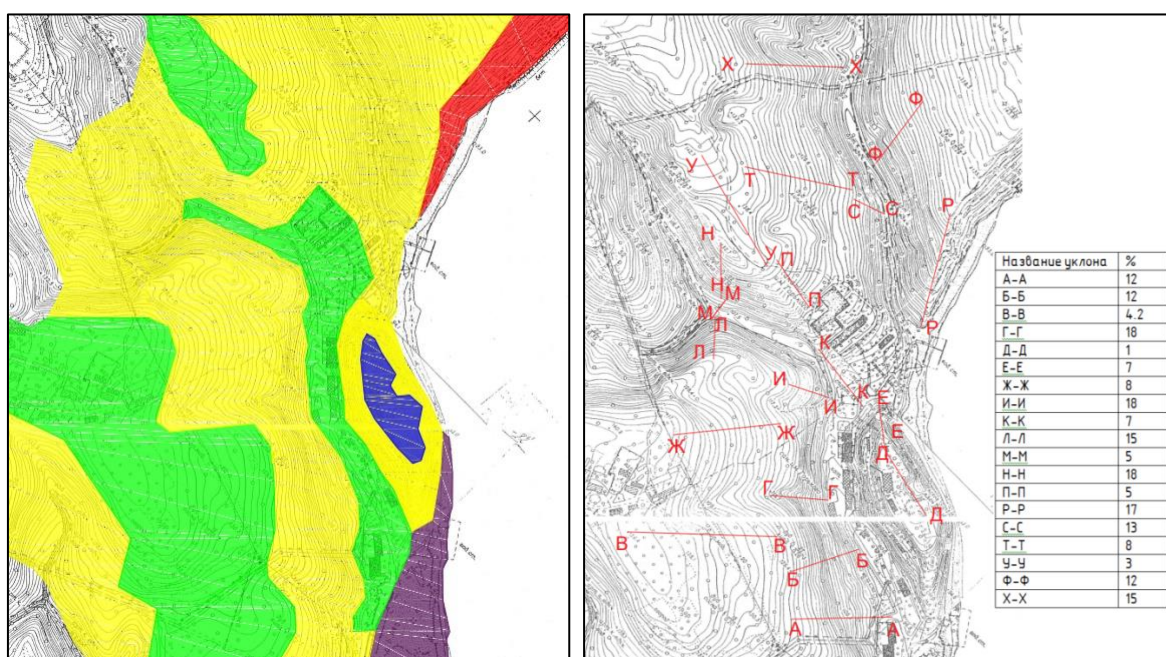 Х Х
Ф
Ф
У
Т Т
С С
Р
Н
У П
Н М
П
М Л
Р
Л
К
И
И К Е
Ж Ж
Е
Д
Г Г
Д
В В
Б Б
А А
Название уклона %
А-А 12
Б-Б 12
В-В 4.2
Г-Г 18
Д-Д 1
Е-Е 7
Ж-Ж 8
И-И 18
К-К 7
Л-Л 15
М-М 5
Н-Н 18
П-П 5
Р-Р 17
С-С 13
Т-Т 8
У-У 3
Ф-Ф 12
Х-Х 15